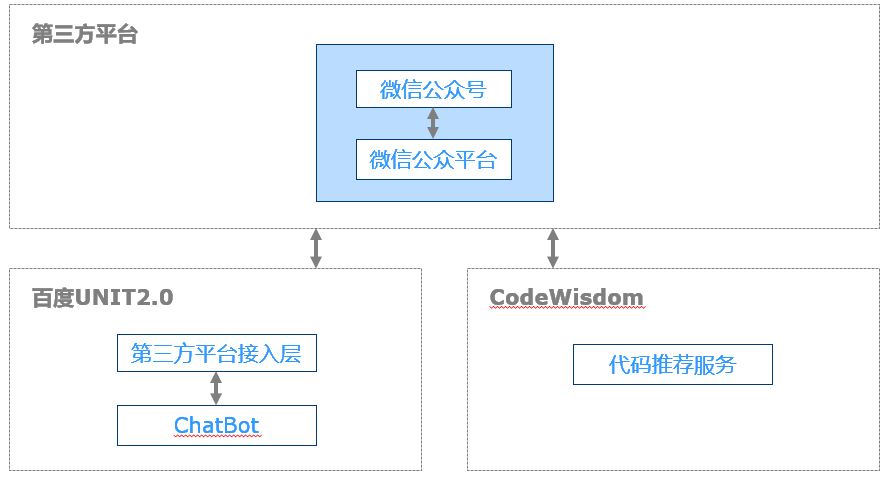 第三方平台
微信公众号
微信公众平台
百度UNIT2.0
第三方平台接入层
ChatBot
CodeWisdom
代码推荐服务